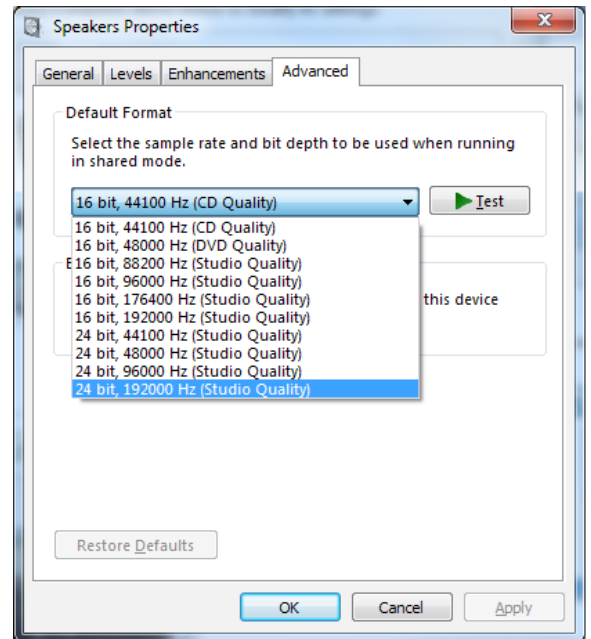 Speakers Properties
General Levels Enhancements Advanced
Default Format
Select the sample rate and bit depth to be used when running
in shared mode.
16 bit, 44100 Hz (CD Quality)
Test
16 bit, 44100 Hz (CD Quality)
16 bit, 48000 Hz (DVD Quality)
16 bit, 88200 Hz (Studio Quality)
16 bit, 96000 Hz (Studio Quality)
16 bit, 176400 Hz (Studio Quality)
this device
16 bit, 192000 Hz (Studio Quality)
24 bit, 44100 Hz (Studio Quality)
24 bit, 48000 Hz (Studio Quality)
24 bit, 96000 Hz (Studio Quality)
24 bit, 192000 Hz (Studio Quality)
Restore Defaults
OK Cancel Apply